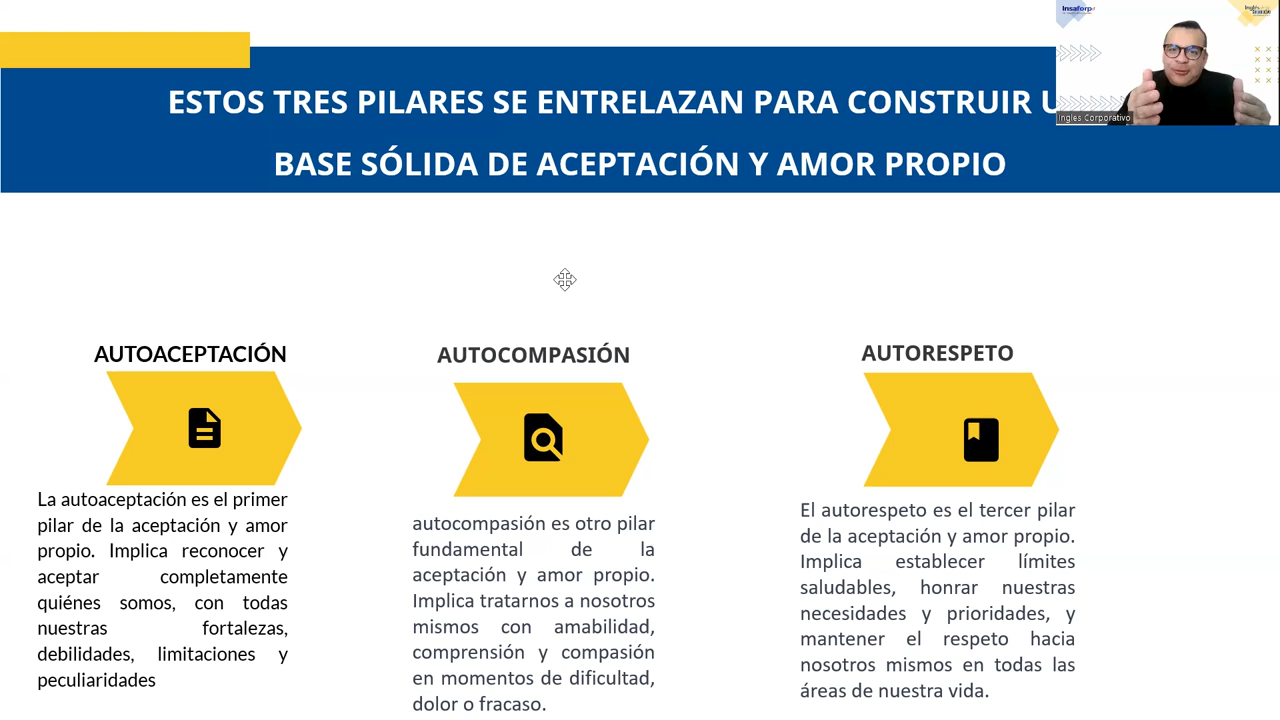 ESTOS TRES PILARES SE ENTRELAZAN PARA CONSTRUIR
BASE SÓLIDA DE ACEPTACIÓN Y AMOR PROPIO
Insaforp
Ingles Corporativo
AUTOACEPTACIÓN
La autoaceptación es el primer
pilar de la aceptación y amor
propio. Implica reconocer y
aceptar completamente
quiénes somos, con todas
nuestras fortalezas,
debilidades, limitaciones y
peculiaridades
AUTOCOMPASIÓN
autocompasión es otro pilar
fundamental de la
aceptación y amor propio.
Implica tratarnos a nosotros
mismos con amabilidad,
comprensión y compasión
en momentos de dificultad,
dolor o fracaso.
AUTORESPETO
El autorespeto es el tercer pilar
de la aceptación y amor propio.
Implica establecer límites
saludables, honrar nuestras
necesidades y prioridades, y
mantener el respeto hacia
nosotros mismos en todas las
áreas de nuestra vida.